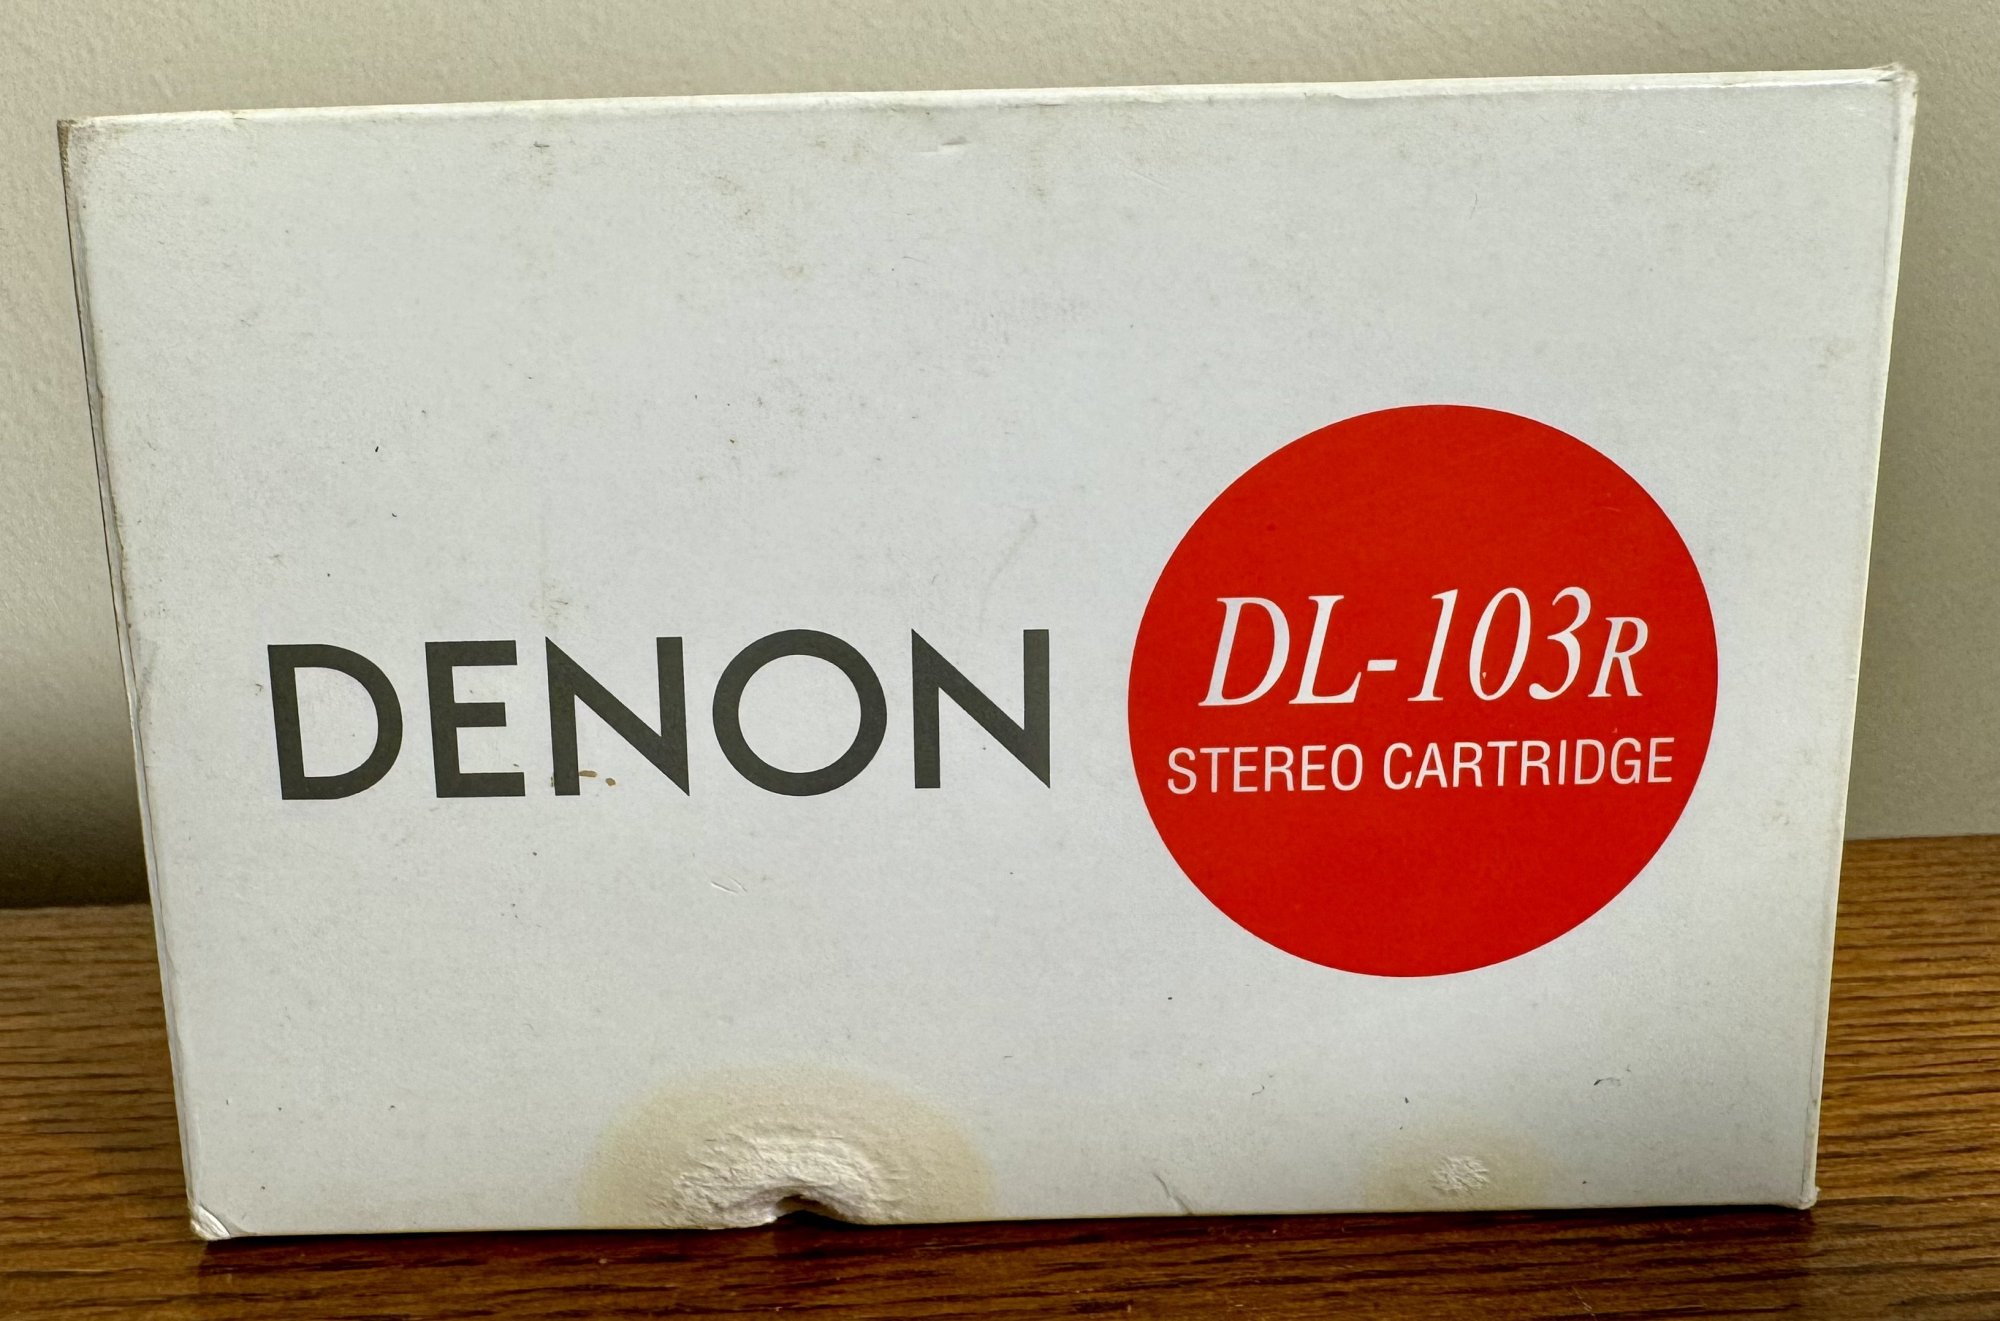 DENON
DL-103R
STEREO CARTRIDGE